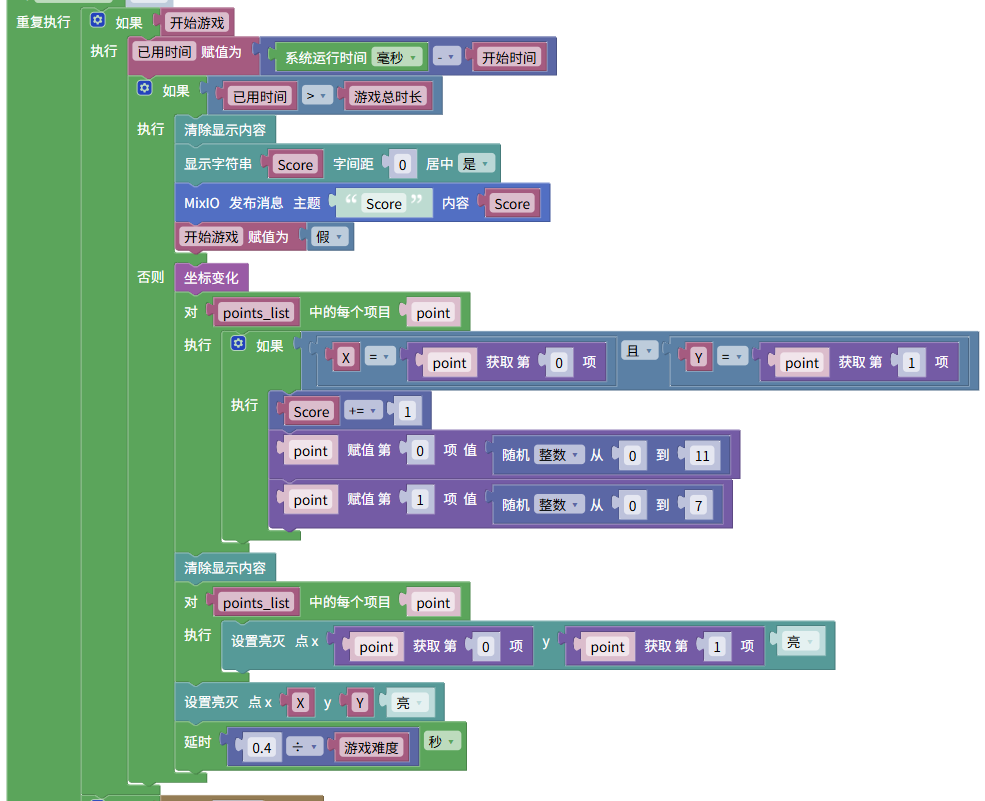 重复执行 如果 开始游戏
执行 已用时间 赋值为 系统运行时间 毫秒 - 开始时间
如果 已用时间 > 游戏总时长
执行 清除显示内容
显示字符串 Score 字间距 0 居中 是
MixIO 发布消息 主题 “ Score ” 内容 Score
开始游戏 赋值为 假
否则 坐标变化
对 points_list 中的每个项目 point
执行 如果 X = point 获取 第 0 项 且 Y = point 获取 第 1 项
执行 Score += 1
point 赋值 第 0 项 值 随机 整数 从 0 到 11
point 赋值 第 1 项 值 随机 整数 从 0 到 7
清除显示内容
对 points_list 中的每个项目 point
执行 设置亮灭 点 x point 获取 第 0 项 y point 获取 第 1 项 亮
设置亮灭 点 x X y Y 亮
延时 0.4 ÷ 游戏难度 秒